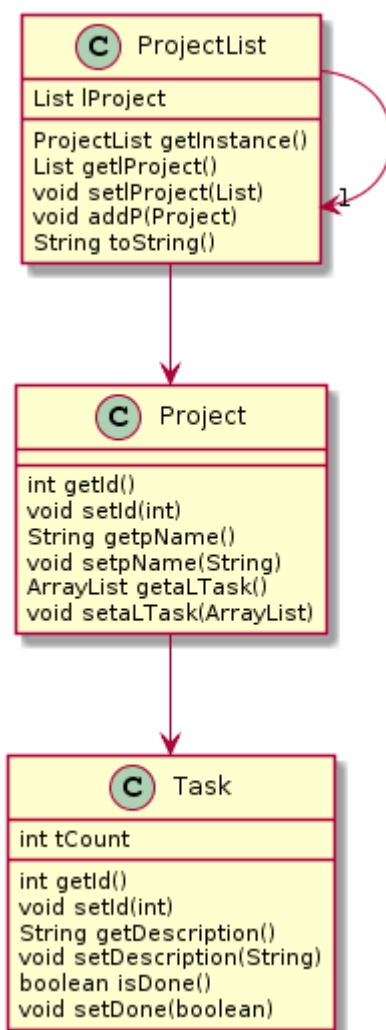 C ProjectList
List lProject
ProjectList getInstance()
List getlProject()
void setlProject(List)
void addP(Project)
String toString()
1
C Project
int getId()
void setId(int)
String getpName()
void setpName(String)
ArrayList getaLTask()
void setaLTask(ArrayList)
C Task
int tCount
int getId()
void setId(int)
String getDescription()
void setDescription(String)
boolean isDone()
void setDone(boolean)